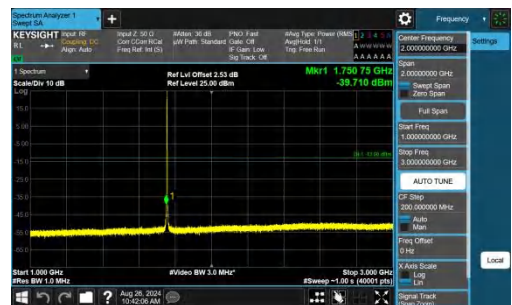 Spectrum Analyzer 1
Swept SA
+
Frequency
KEYSIGHT
RL
Input: RF
Coupling: DC
Align: Auto
Input Z: 50 Ω
Corr CCorr RCal
Freq Ref: Int (S)
#Atten: 36 dB
µW Path: Standard
PNO: Fast
Gate: Off
IF Gain: Low
Sig Track: Off
#Avg Type: Power (RMS)
Avg|Hold: 1/1
Trig: Free Run
1 2 3 4 5 6
A W W W W W
A A A A A A
1 Spectrum
Scale/Div 10 dB
Log
Ref Lvl Offset 2.53 dB
Ref Level 25.00 dBm
Mkr1 1.750 75 GHz
-39.710 dBm
15.0
5.00
-5.00
-15.0
-25.0
-35.0
-45.0
-55.0
-65.0
1
Start 1.000 GHz
#Res BW 1.0 MHz
#Video BW 3.0 MHz*
Stop 3.000 GHz
#Sweep ~1.00 s (40001 pts)
Center Frequency
2.000000000 GHz
Span
2.00000000 GHz
Swept Span
Zero Span
Full Span
Start Freq
1.000000000 GHz
Stop Freq
3.000000000 GHz
AUTO TUNE
CF Step
200.000000 MHz
Auto
Man
Freq Offset
0 Hz
X Axis Scale
Log
Lin
Signal Track
(Span Zoom)
Settings
Local
?
Aug 26, 2024
10:42:06 AM